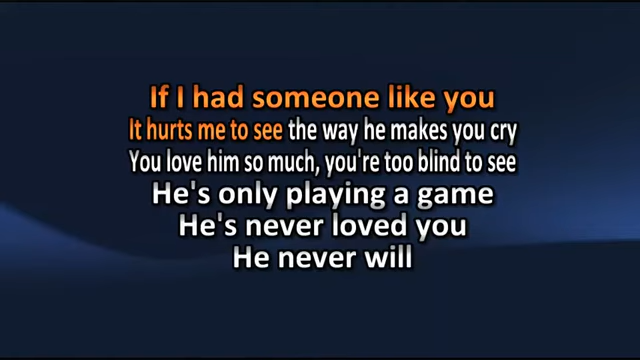 If I had someone like you
It hurts me to see the way he makes you cry
You love him so much, you're too blind to see
He's only playing a game
He's never loved you
He never will